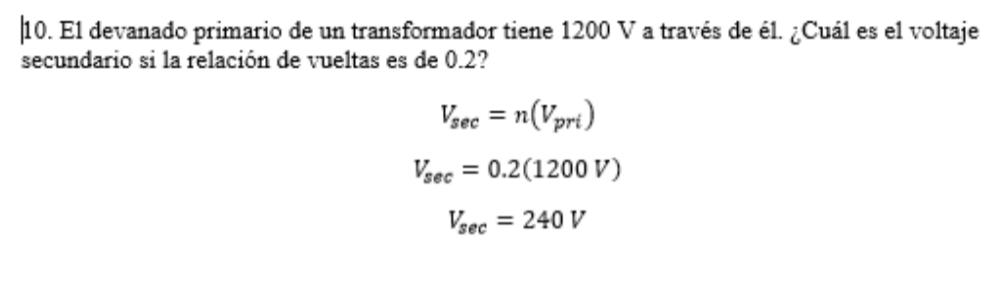 10. El devanado primario de un transformador tiene 1200 V a través de él. ¿Cuál es el voltaje
secundario si la relación de vueltas es de 0.2?
V_sec = n(V_pri)
V_sec = 0.2(1200 V)
V_sec = 240 V